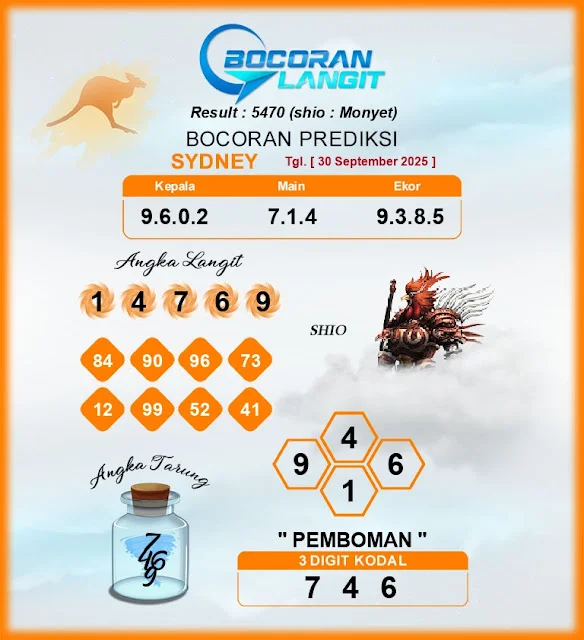 BOCORAN
LANGIT
Result : 5470 (shio : Monyet)
BOCORAN PREDIKSI
SYDNEY Tgl. [ 30 September 2025 ]
Kepala Main Ekor
9.6.0.2 7.1.4 9.3.8.5
Angka Langit
1 4 7 6 9
SHIO
84 90 96 73
12 99 52 41
4
9 6
1
Angka Tarung
7
46
9
" PEMBOMAN "
3 DIGIT KODAL
7 4 6